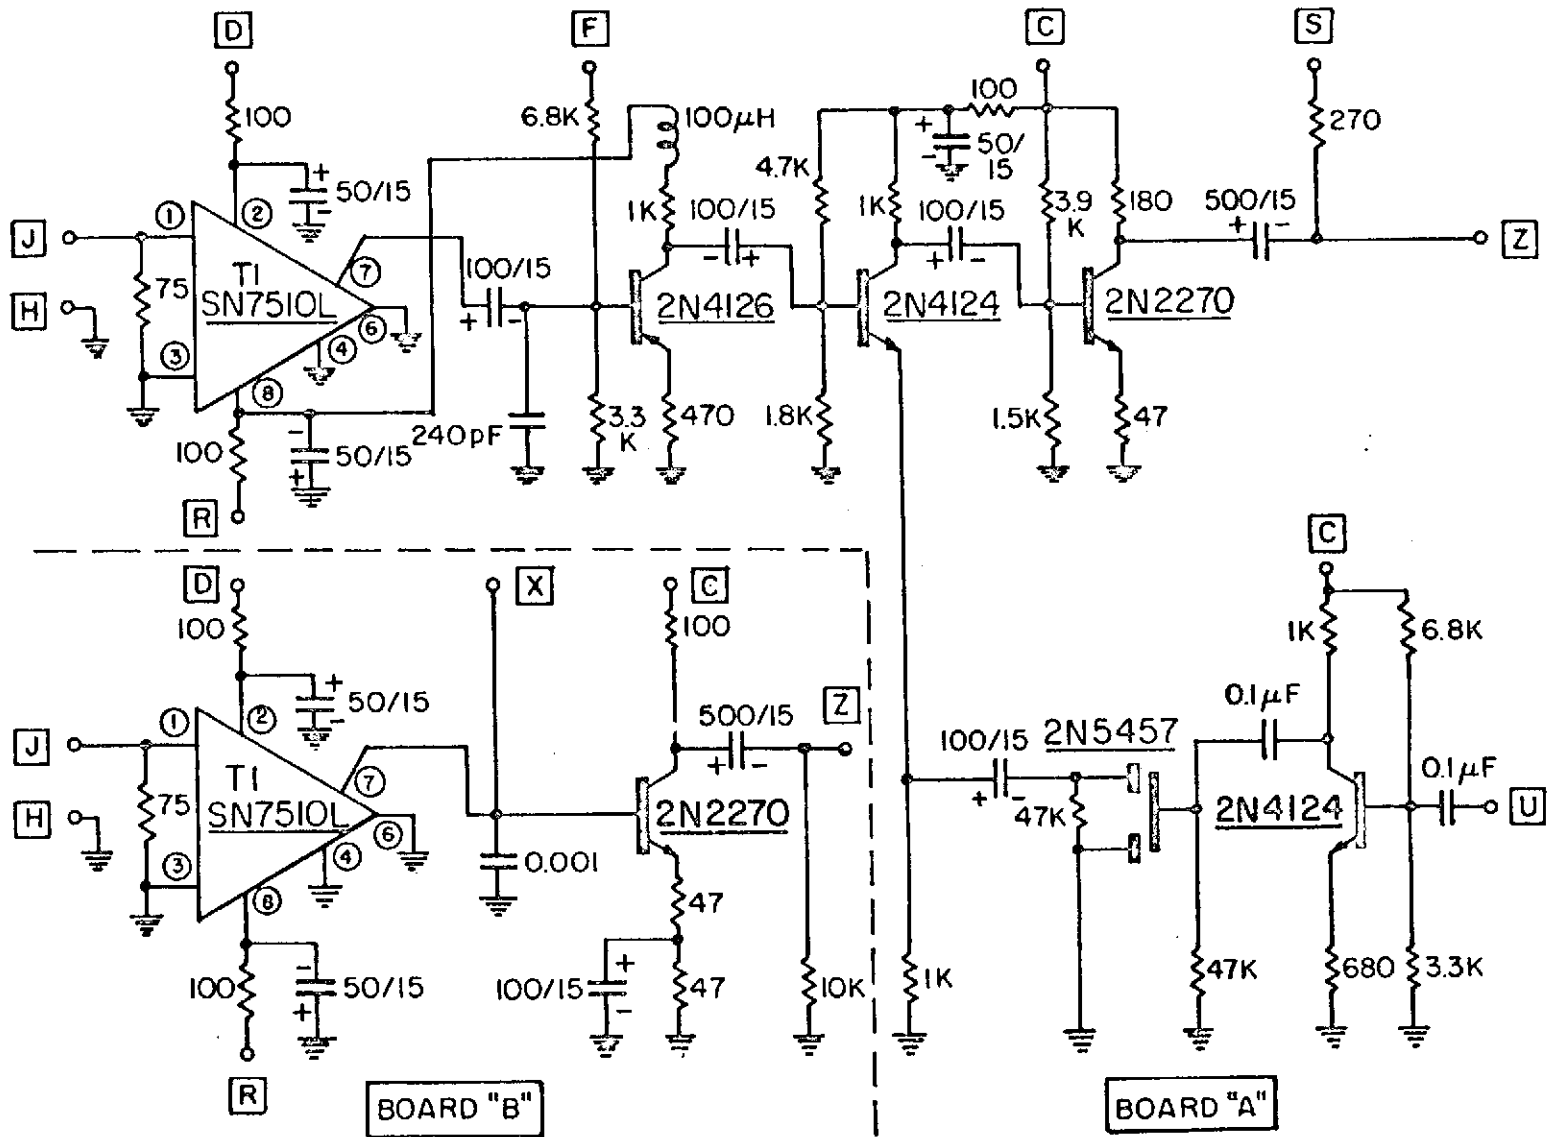 D
F
C
S
100
6.8K
100µH
100
270
50/15
+
-
50/
15
+
-
4.7K
1K
1K
3.9
K
180
500/15
+ -
J
1
2
7
T1
SN7510L
75
H
3
4
6
8
100/15
+ -
100/15
- +
100/15
+ -
Z
2N4126
2N4124
2N2270
240pF
3.3
K
470
1.8K
1.5K
47
100
-
50/15
+
R
D
X
C
C
100
100
1K
6.8K
+
50/15
-
500/15
+ -
Z
0.1µF
2N5457
100/15
+ -
0.1µF
J
1
2
7
T1
SN7510L
75
H
3
4
6
8
2N2270
47K
2N4124
U
0.001
47
100
-
50/15
+
100/15
+
-
47
10K
1K
47K
680
3.3K
R
BOARD "B"
BOARD "A"